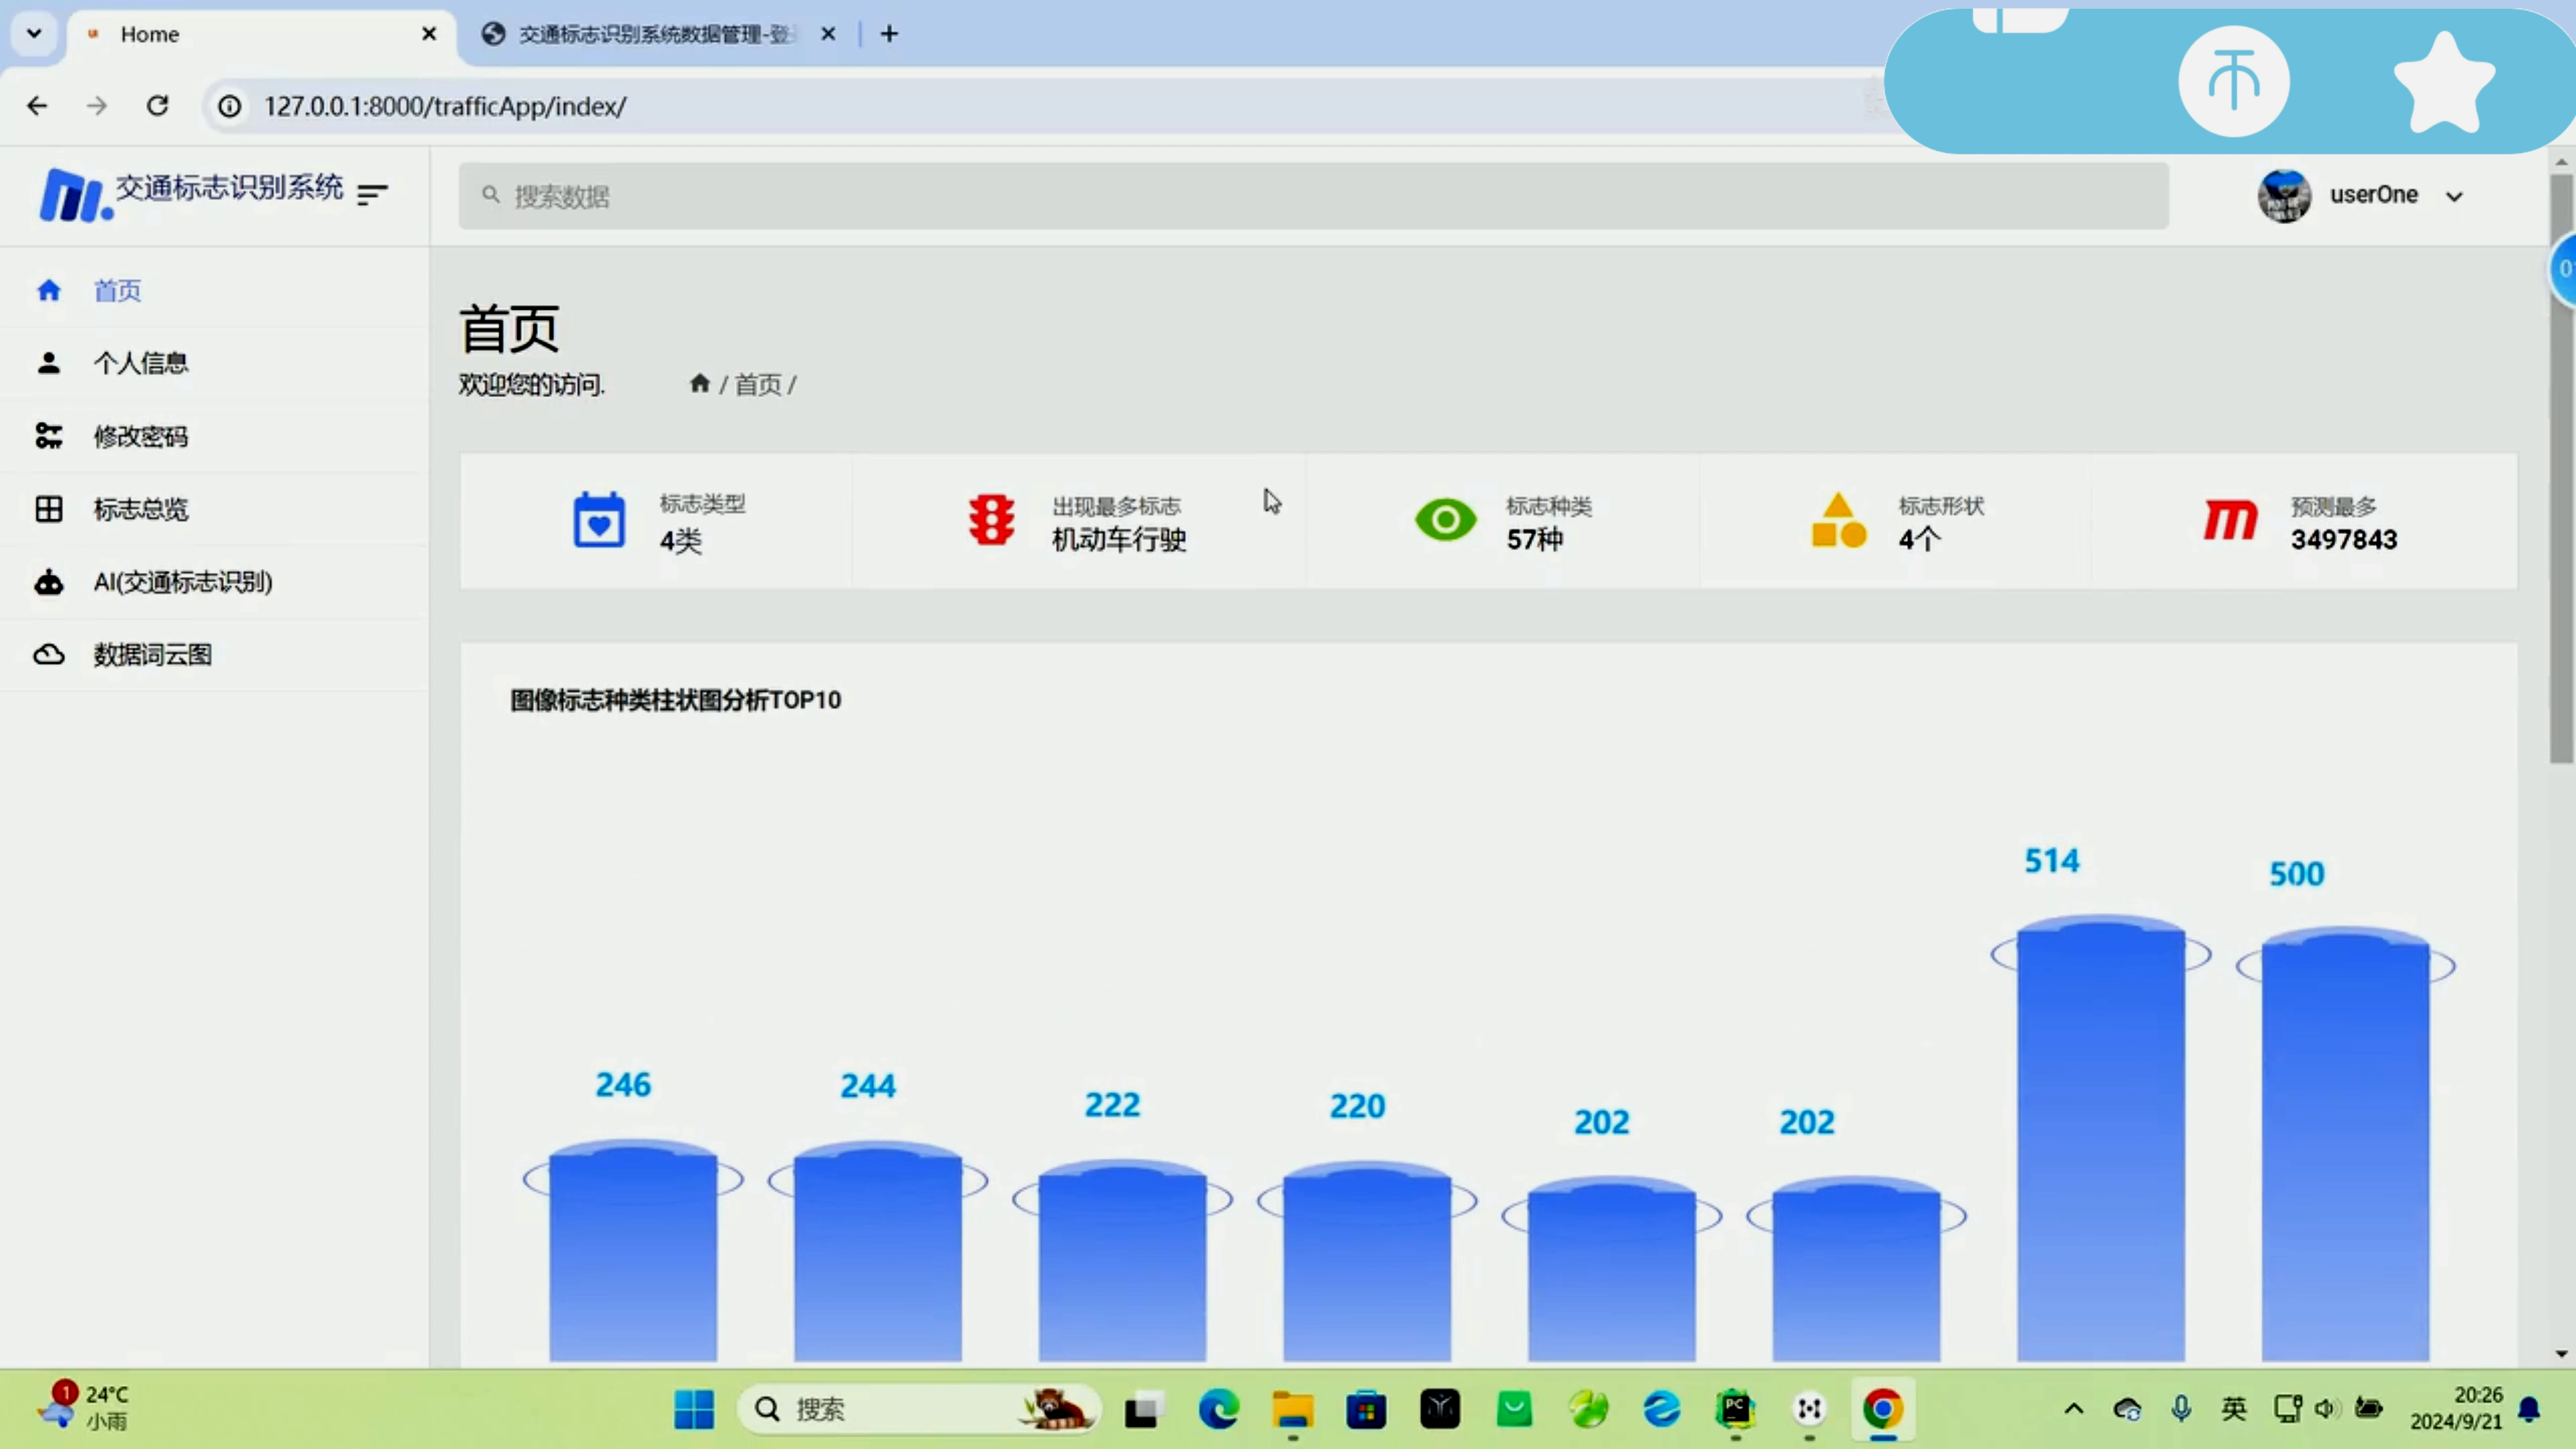 Home
交通标志识别系统数据管理-登
127.0.0.1:8000/trafficApp/index/
交通标志识别系统
搜索数据
userOne
首页
个人信息
修改密码
标志总览
AI(交通标志识别)
数据词云图
首页
欢迎您的访问.
/ 首页 /
标志类型
4类
出现最多标志
机动车行驶
标志种类
57种
标志形状
4个
预测最多
3497843
图像标志种类柱状图分析TOP10
514
500
246
244
222
220
202
202
1
24°C
小雨
搜索
PC
英
20:26
2024/9/21